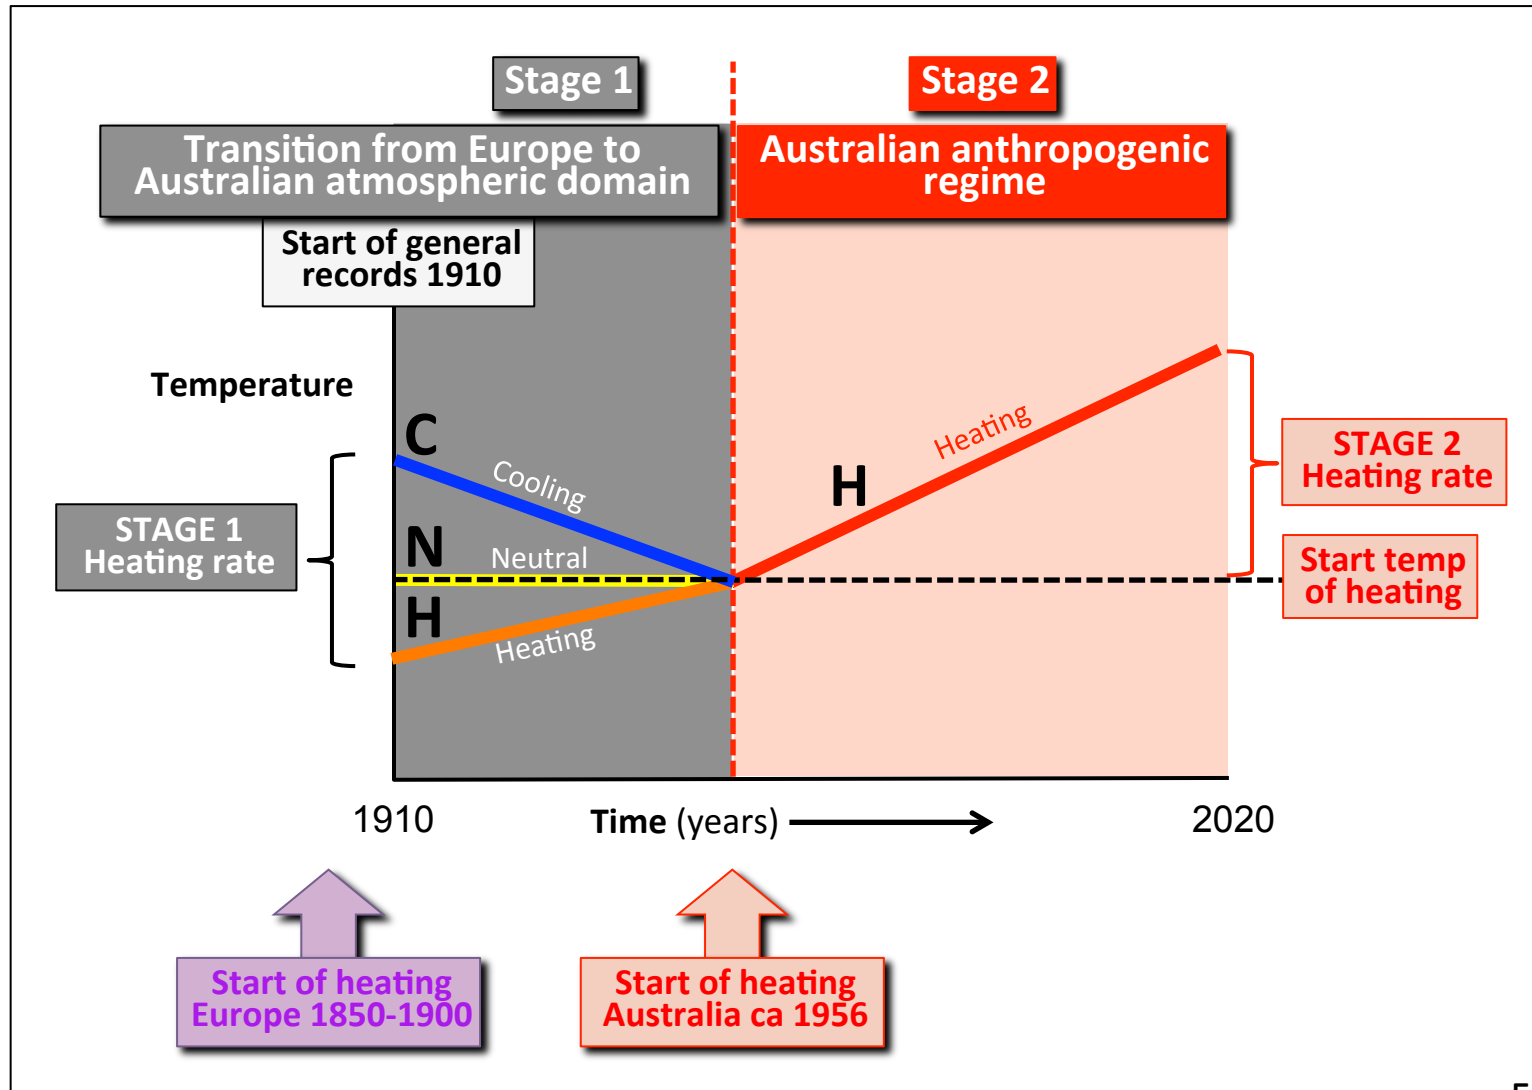 Stage 1
Stage 2
Transition from Europe to
Australian atmospheric domain
Australian anthropogenic
regime
Start of general
records 1910
Temperature
C
Cooling
N
Neutral
H
Heating
H
Heating
STAGE 1
Heating rate
STAGE 2
Heating rate
Start temp
of heating
1910
Time (years)
2020
Start of heating
Europe 1850-1900
Start of heating
Australia ca 1956